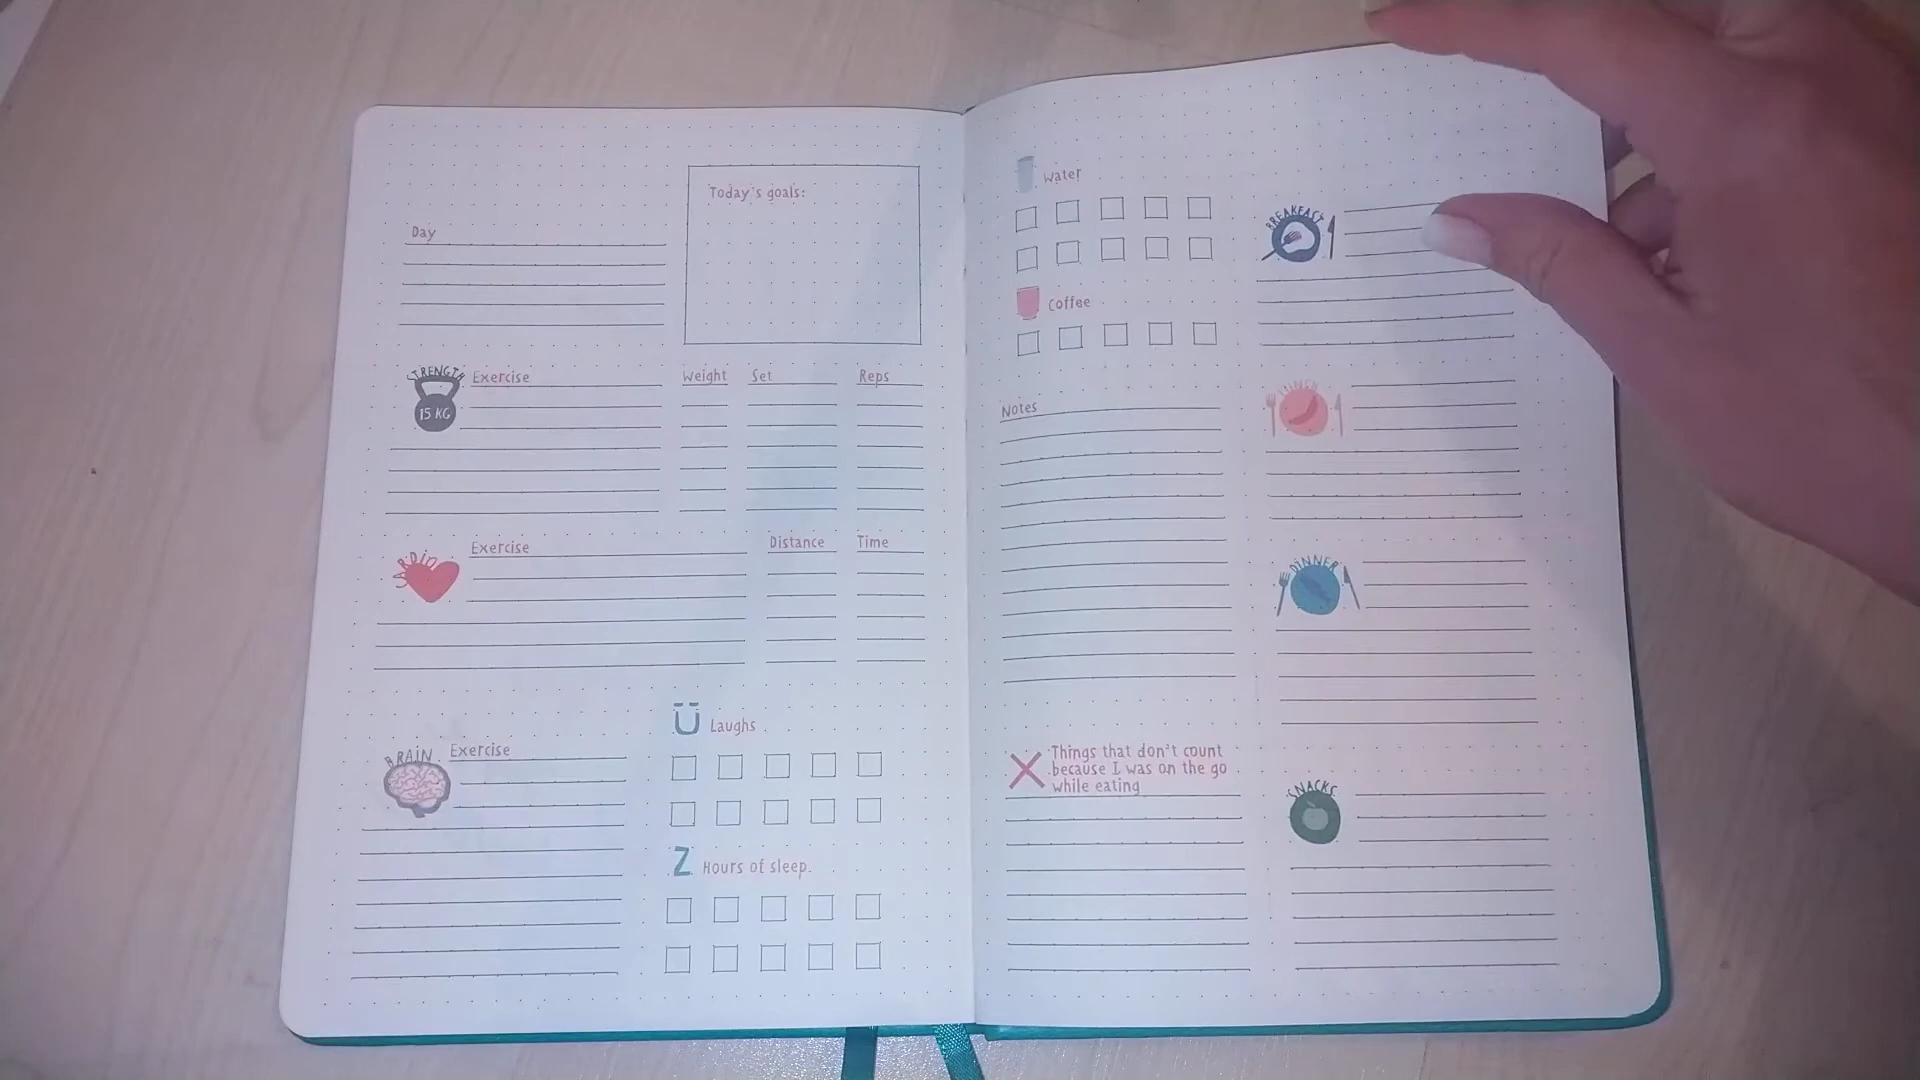 Today's goals:
Day
STRENGTH
15 KG
Exercise Weight Set Reps
CARDIO
Exercise Distance Time
BRAIN
Exercise
Laughs
Z Hours of sleep.
Water
Coffee
Notes
Things that don't count
because I was on the go
while eating
BREAKFAST
LUNCH
DINNER
SNACKS